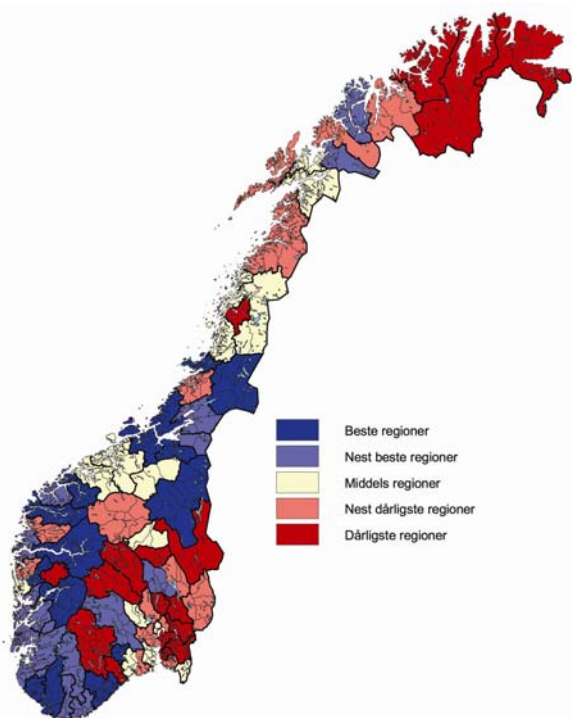 Beste regioner
Nest beste regioner
Middels regioner
Nest dårligste regioner
Dårligste regioner